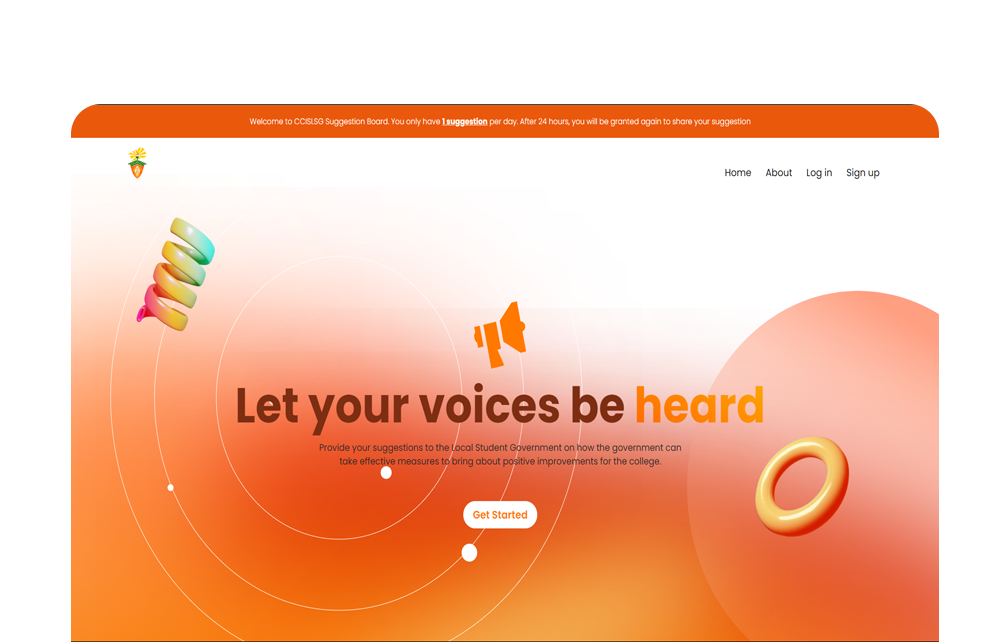 Welcome to CCISLSG Suggestion Board. You only have 1 suggestion per day. After 24 hours, you will be granted again to share your suggestion
Home About Log in Sign up
Let your voices be heard
Provide your suggestions to the Local Student Government on how the government can
take effective measures to bring about positive improvements for the college.
Get Started